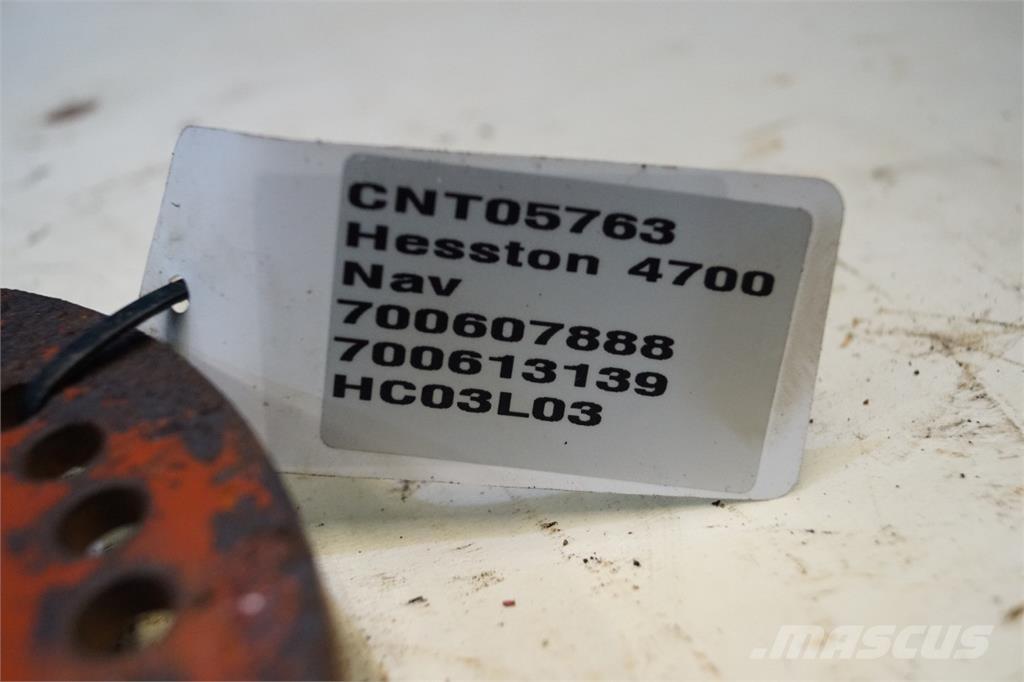 CNT05763
Hesston 4700
Nav
700607888
700613139
HC03L03
MASCUS